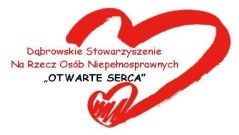 Dąbrowskie Stowarzyszenie
Na Rzecz Osób Niepełnosprawnych
„OTWARTE SERCA”